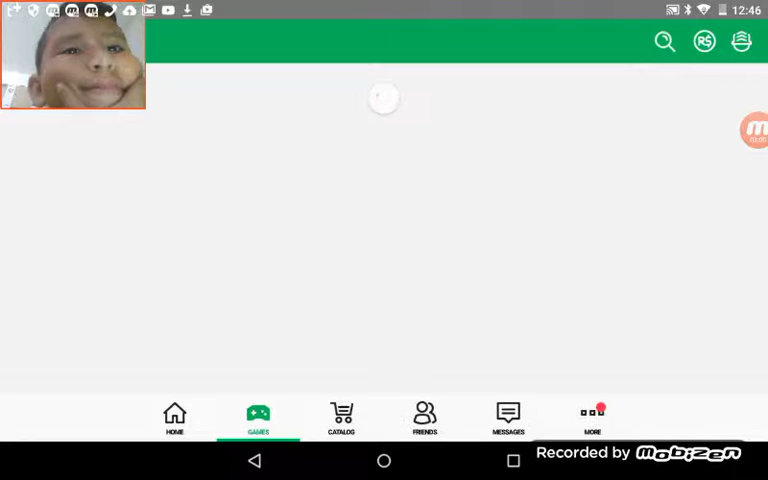 12:46
R$
HOME
GAMES
CATALOG
FRIENDS
MESSAGES
MORE
Recorded by mobizen